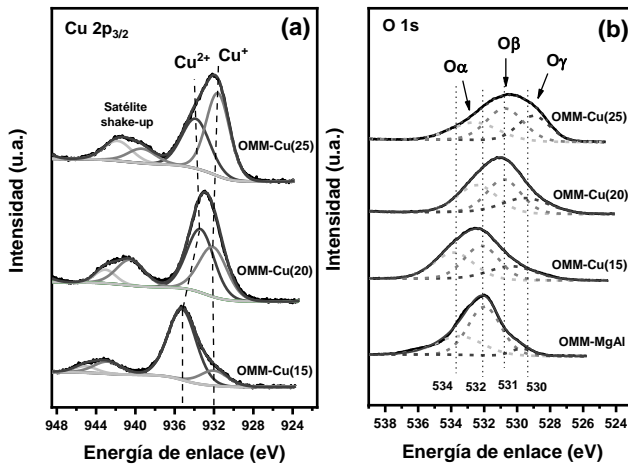 Cu 2p3/2
(a)
Cu2+
Cu+
Satélite
shake-up
OMM-Cu(25)
OMM-Cu(20)
OMM-Cu(15)
Intensidad (u.a.)
948 944 940 936 932 928 924
Energía de enlace (eV)
O 1s
(b)
Oα
Oβ
Oγ
OMM-Cu(25)
OMM-Cu(20)
OMM-Cu(15)
OMM-MgAl
534 532 531 530
Intensidad (u.a.)
538 536 534 532 530 528 526 524
Energía de enlace (eV)